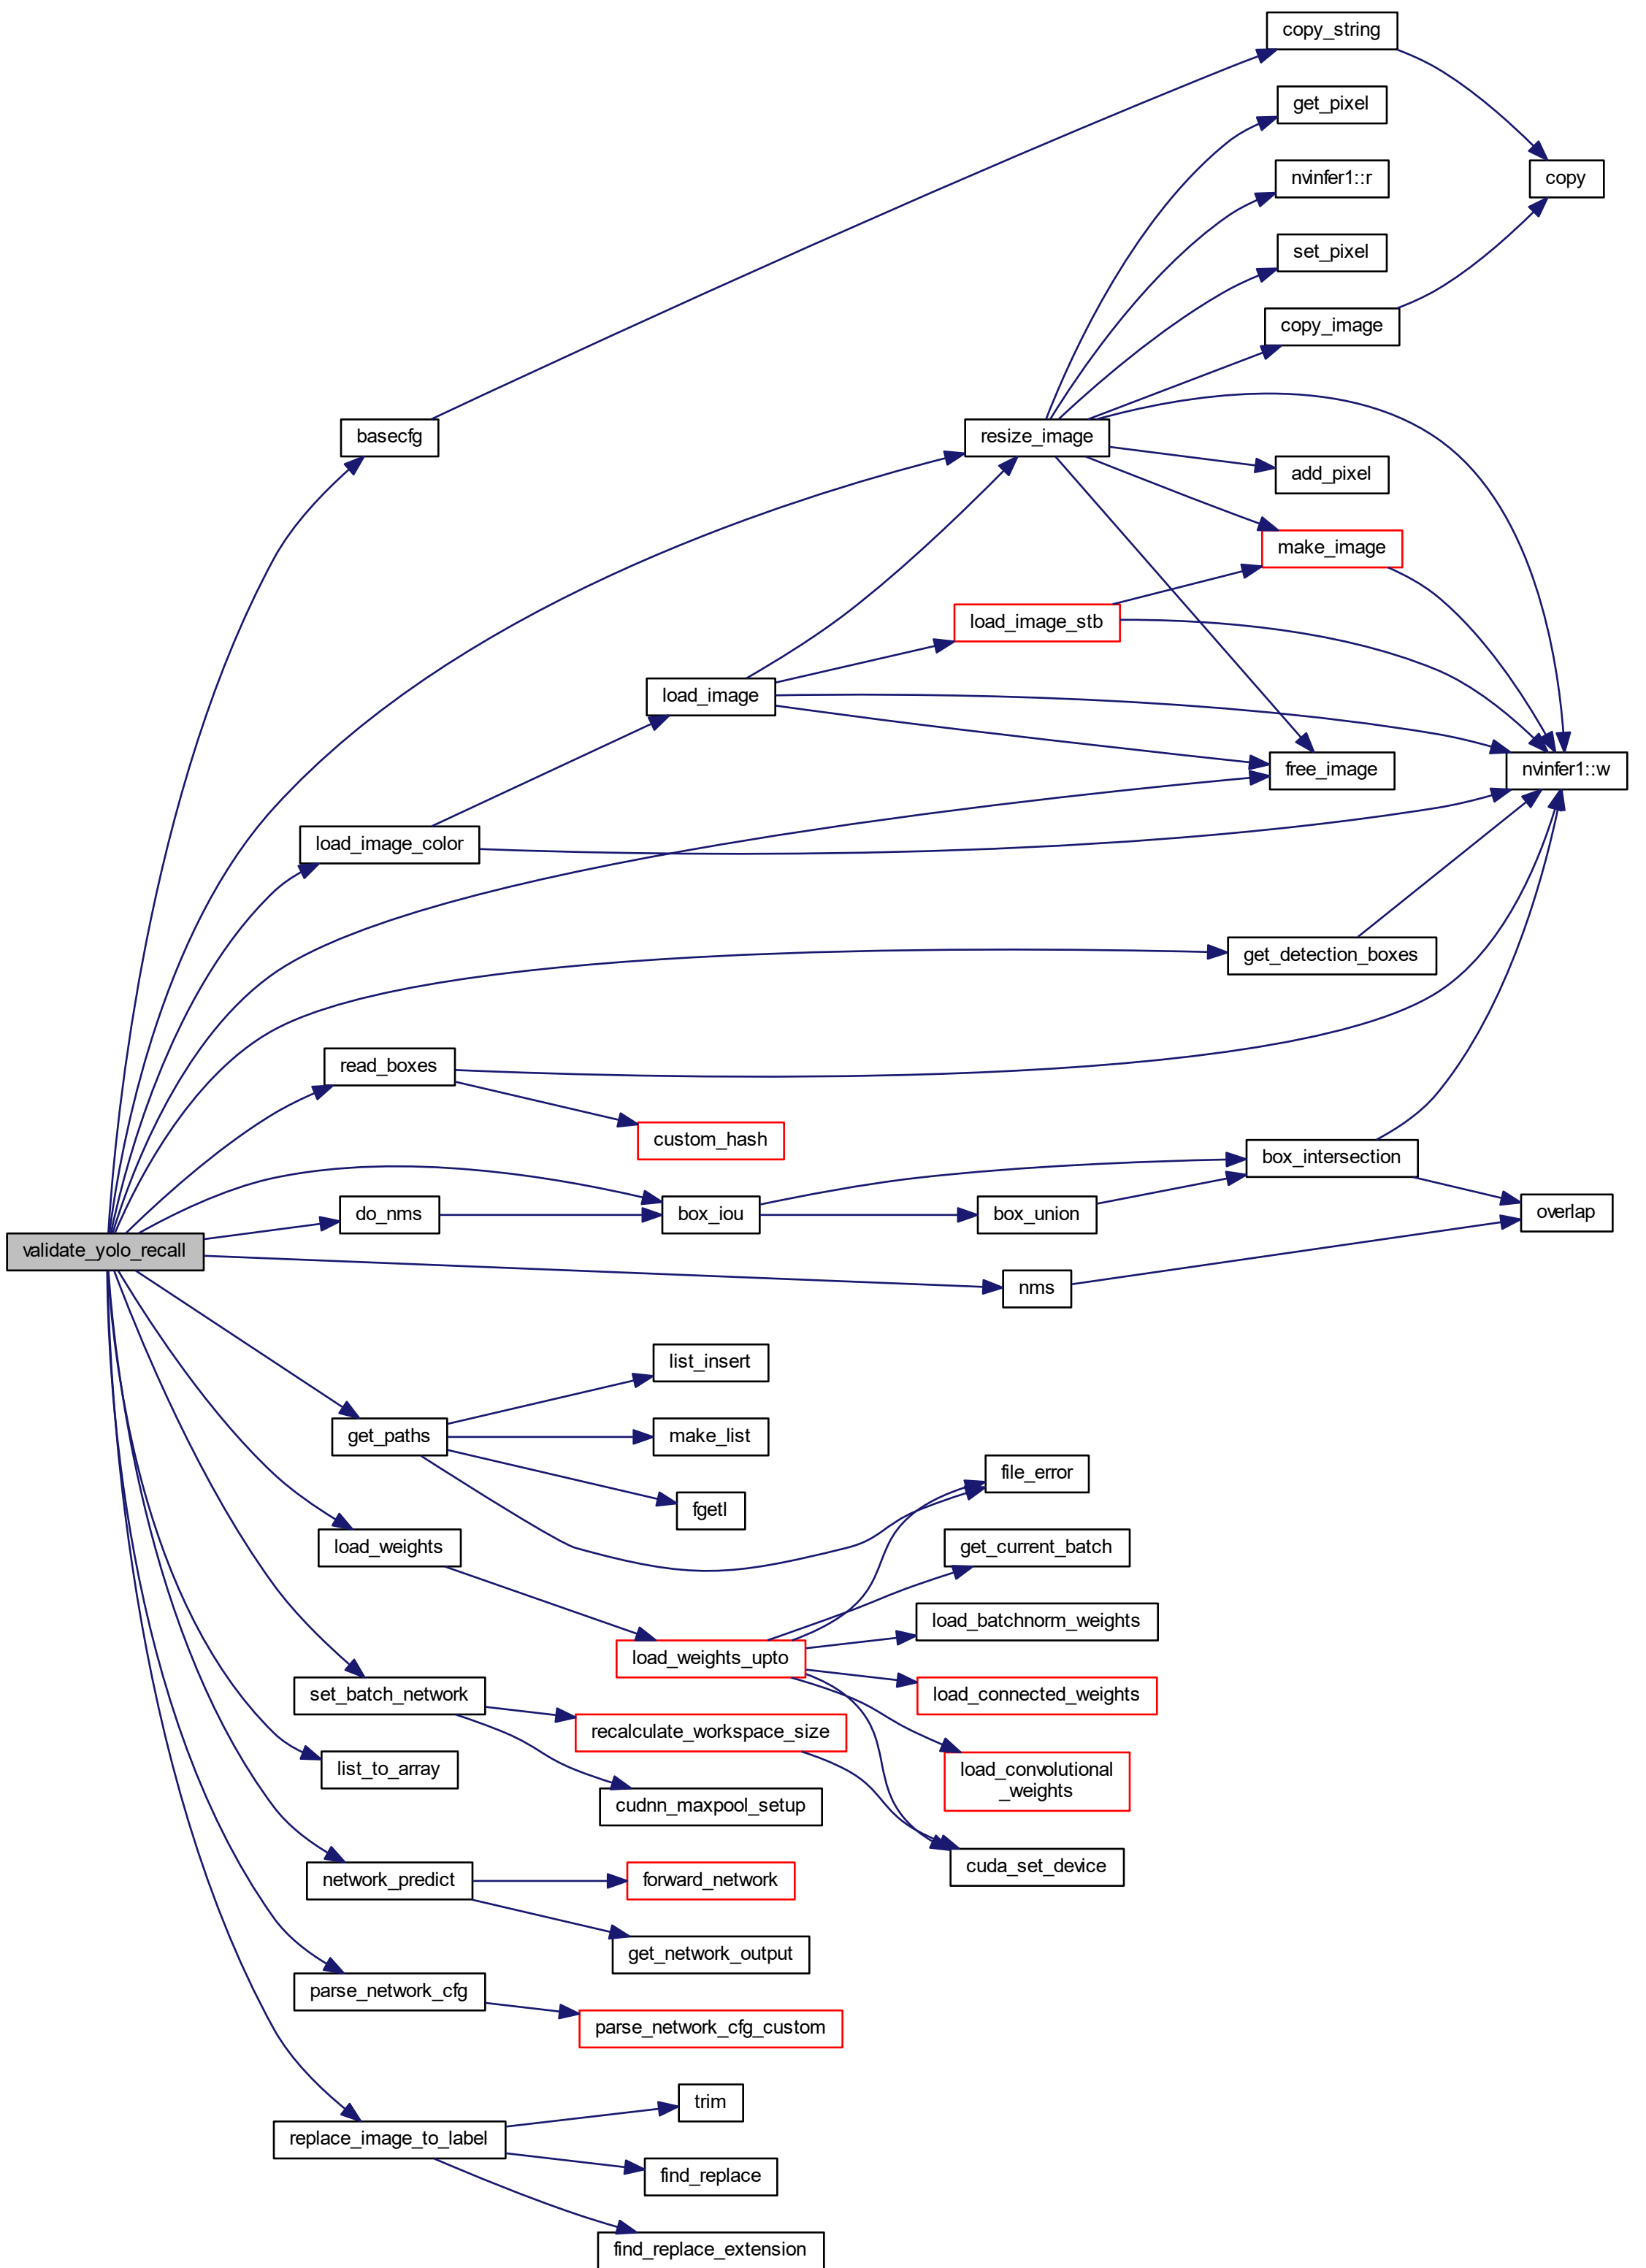 copy_string
get_pixel
nvinfer1::r
copy
set_pixel
copy_image
basecfg
resize_image
add_pixel
make_image
load_image_stb
load_image
free_image
nvinfer1::w
load_image_color
get_detection_boxes
read_boxes
custom_hash
box_intersection
do_nms
box_iou
box_union
overlap
validate_yolo_recall
nms
list_insert
get_paths
make_list
file_error
fgetl
load_weights
get_current_batch
load_batchnorm_weights
load_weights_upto
set_batch_network
load_connected_weights
recalculate_workspace_size
list_to_array
load_convolutional
_weights
cudnn_maxpool_setup
cuda_set_device
network_predict
forward_network
get_network_output
parse_network_cfg
parse_network_cfg_custom
trim
replace_image_to_label
find_replace
find_replace_extension